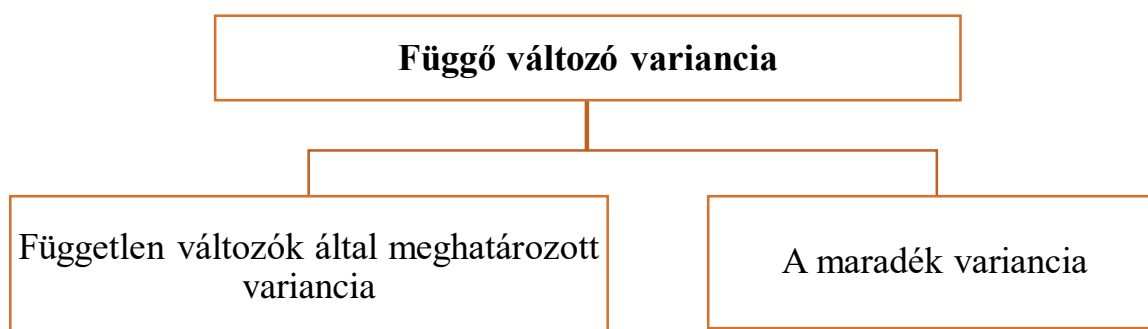 Függő változó variancia
Független változók által meghatározott
variancia
A maradék variancia